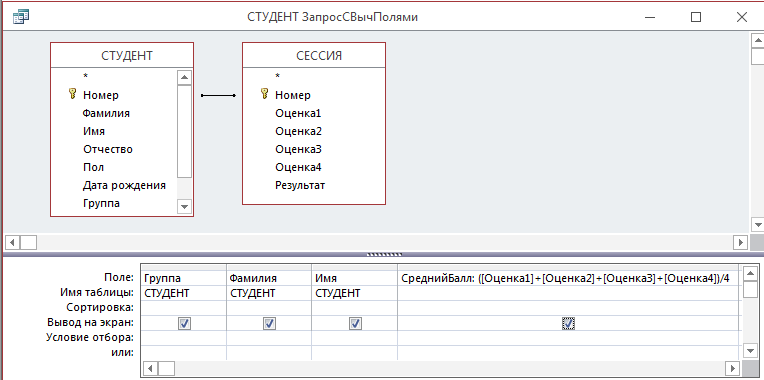 СТУДЕНТ ЗапросСВычПолями
СТУДЕНТ
*
Номер
Фамилия
Имя
Отчество
Пол
Дата рождения
Группа
СЕССИЯ
*
Номер
Оценка1
Оценка2
Оценка3
Оценка4
Результат
Поле: Группа Фамилия Имя СреднийБалл: ([Оценка1]+[Оценка2]+[Оценка3]+[Оценка4])/4
Имя таблицы: СТУДЕНТ СТУДЕНТ СТУДЕНТ
Сортировка:
Вывод на экран:
Условие отбора:
или: